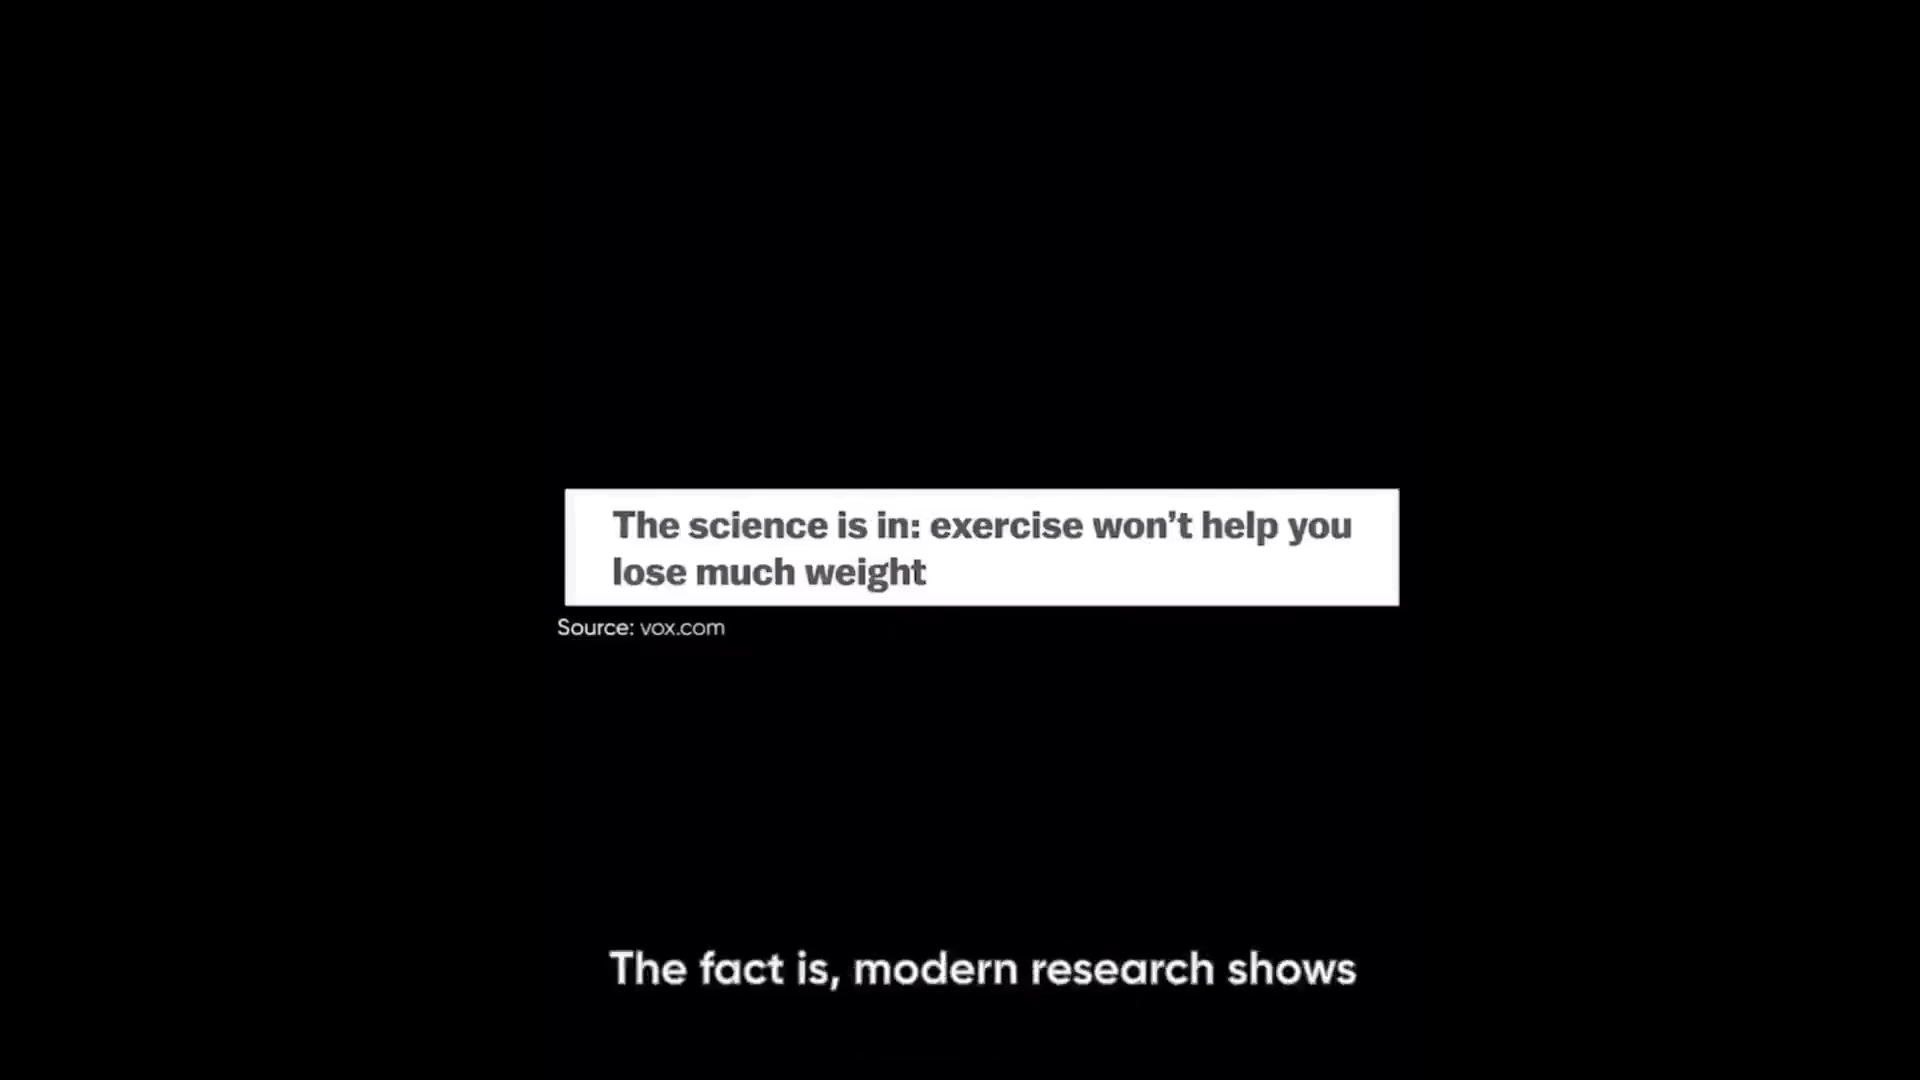 The science is in: exercise won’t help you
lose much weight
Source: vox.com
The fact is, modern research shows